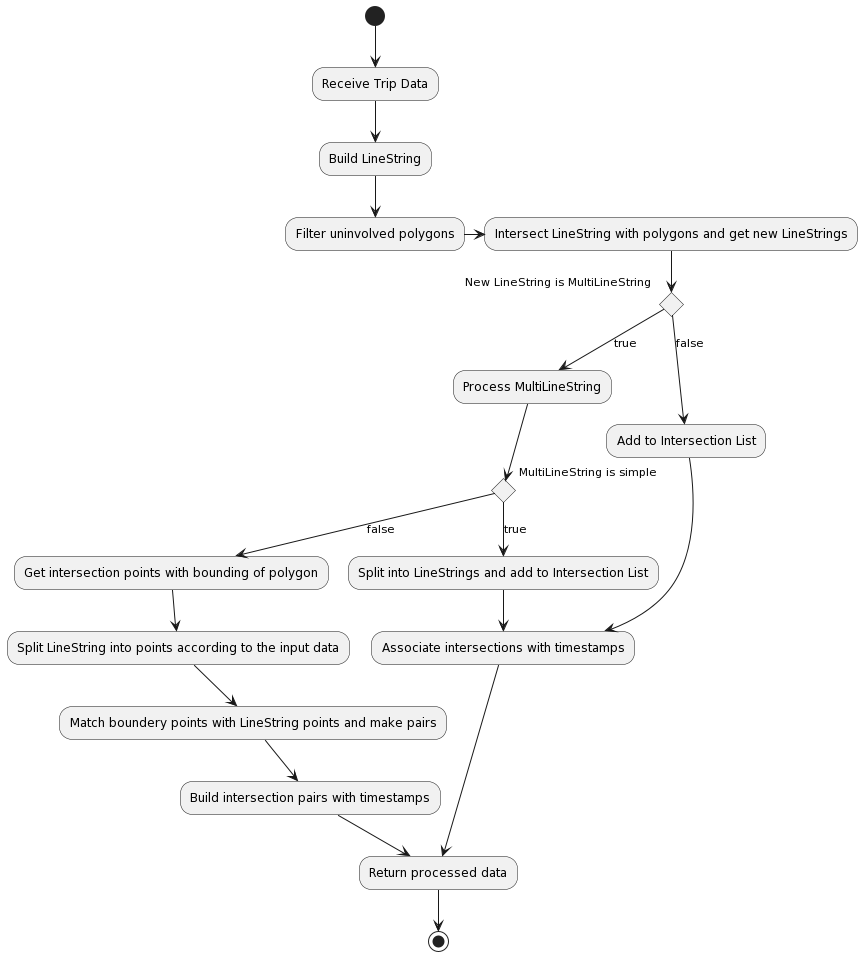 Receive Trip Data
Build LineString
Filter uninvolved polygons
Intersect LineString with polygons and get new LineStrings
New LineString is MultiLineString
true
false
Process MultiLineString
Add to Intersection List
MultiLineString is simple
false
true
Get intersection points with bounding of polygon
Split into LineStrings and add to Intersection List
Split LineString into points according to the input data
Associate intersections with timestamps
Match boundery points with LineString points and make pairs
Build intersection pairs with timestamps
Return processed data